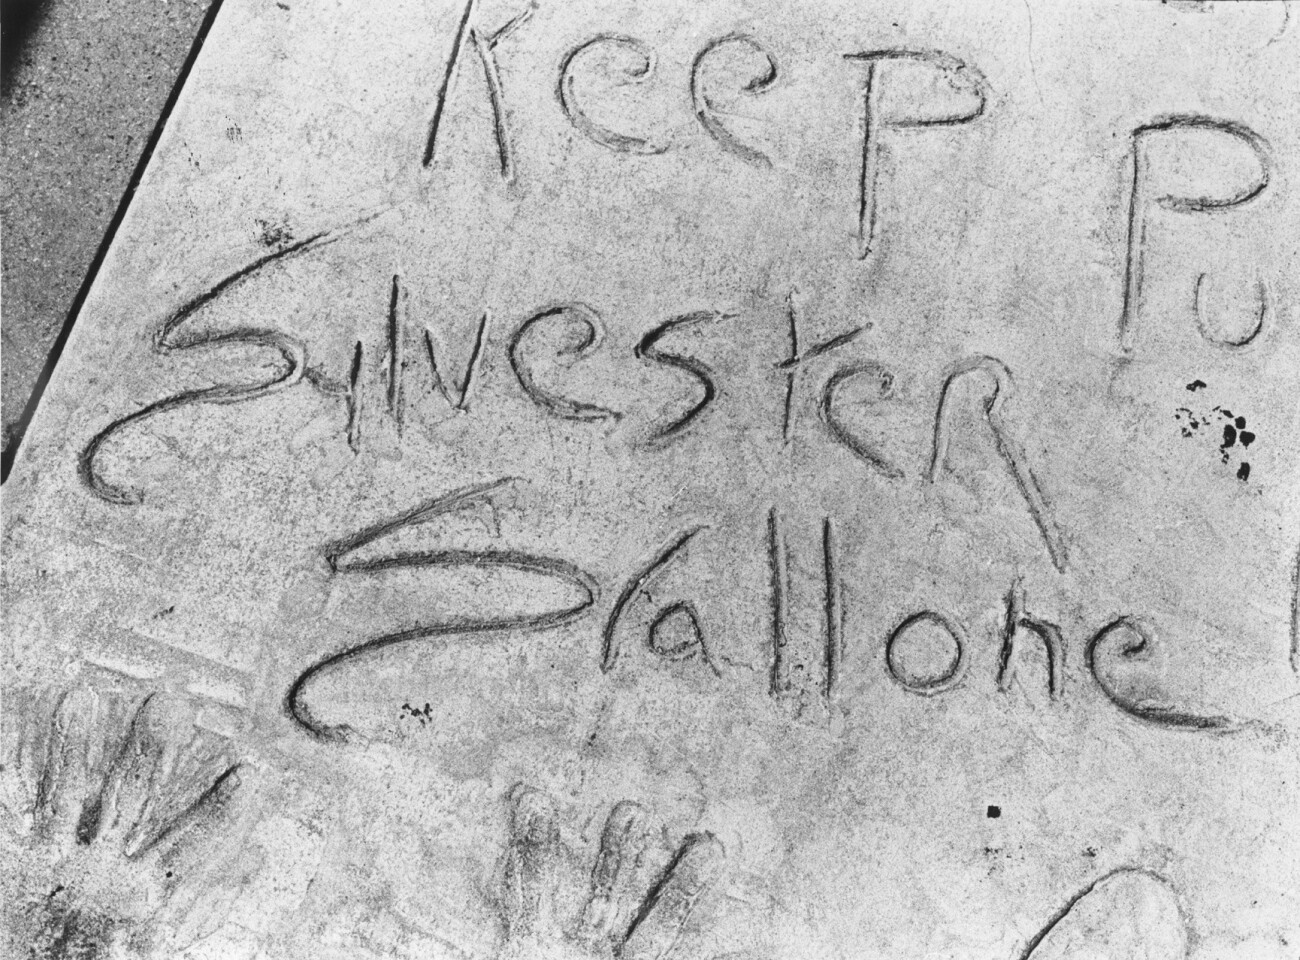 Keep Pu
Sylvester
Stallone